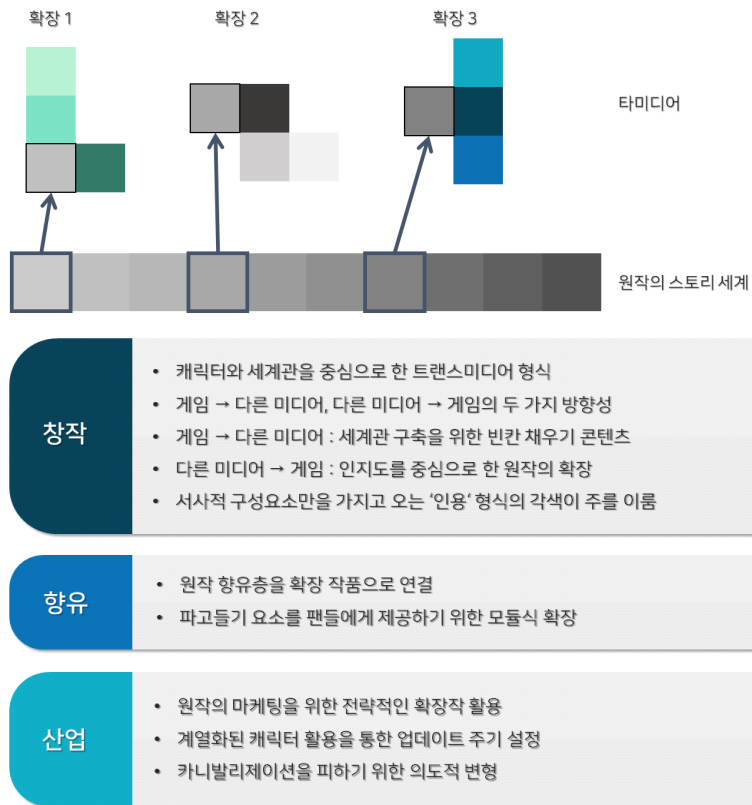 확장 1 확장 2 확장 3
타미디어
원작의 스토리 세계
창작
• 캐릭터와 세계관을 중심으로 한 트랜스미디어 형식
• 게임 → 다른 미디어, 다른 미디어 → 게임의 두 가지 방향성
• 게임 → 다른 미디어 : 세계관 구축을 위한 빈칸 채우기 콘텐츠
• 다른 미디어 → 게임 : 인지도를 중심으로 한 원작의 확장
• 서사적 구성요소만을 가지고 오는 ‘인용‘ 형식의 각색이 주를 이룸
향유
• 원작 향유층을 확장 작품으로 연결
• 파고들기 요소를 팬들에게 제공하기 위한 모듈식 확장
산업
• 원작의 마케팅을 위한 전략적인 확장작 활용
• 계열화된 캐릭터 활용을 통한 업데이트 주기 설정
• 카니발리제이션을 피하기 위한 의도적 변형